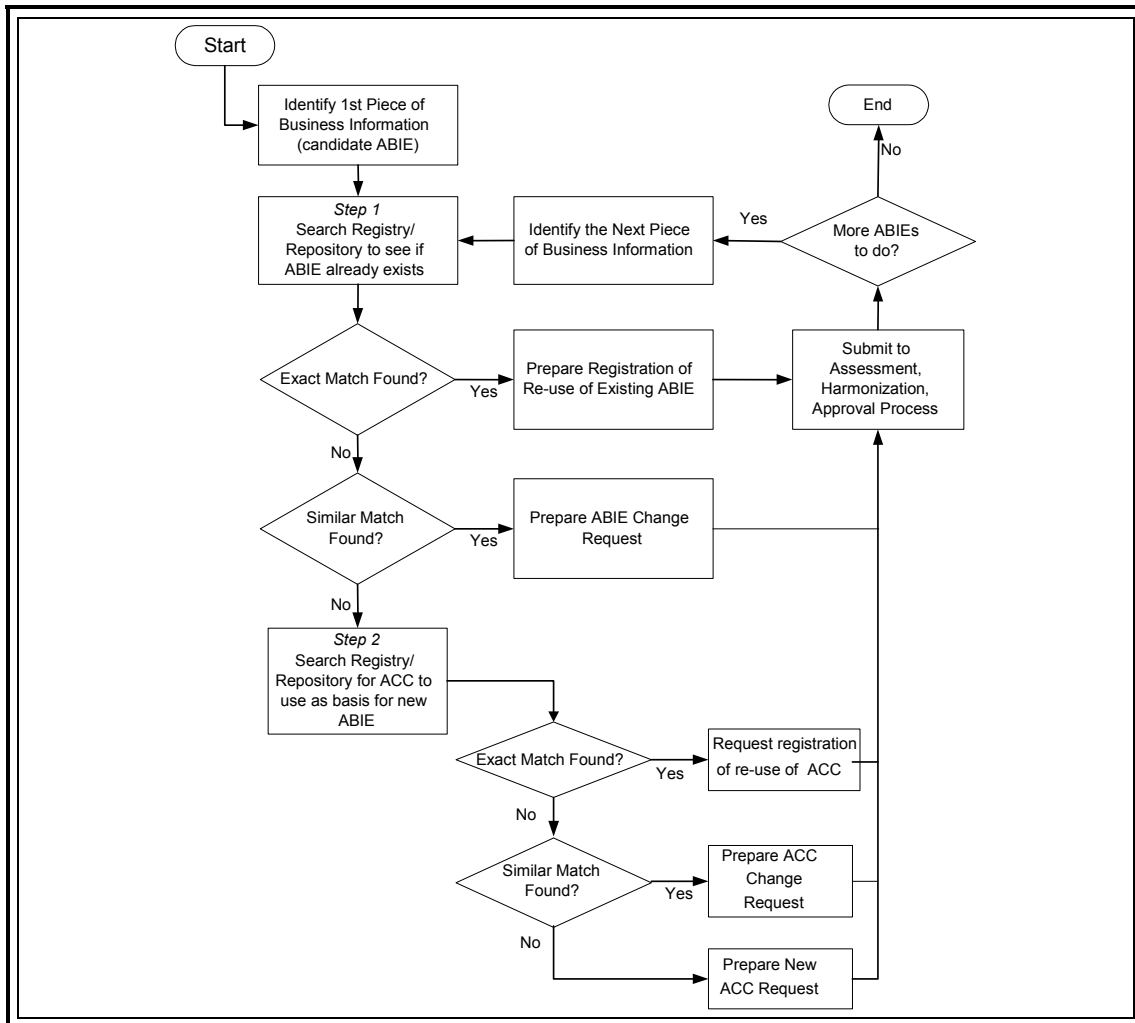 Start
Identify 1st Piece of
Business Information
(candidate ABIE)
End
No
Step 1
Search Registry/
Repository to see if
ABIE already exists
Identify the Next Piece
of Business Information
Yes
More ABIEs
to do?
Exact Match Found?
Yes
Prepare Registration of
Re-use of Existing ABIE
Submit to
Assessment,
Harmonization,
Approval Process
No
Similar Match
Found?
Yes
Prepare ABIE Change
Request
No
Step 2
Search Registry/
Repository for ACC to
use as basis for new
ABIE
Exact Match Found?
Yes
Request registration
of re-use of ACC
No
Similar Match
Found?
Yes
Prepare ACC
Change
Request
No
Prepare New
ACC Request